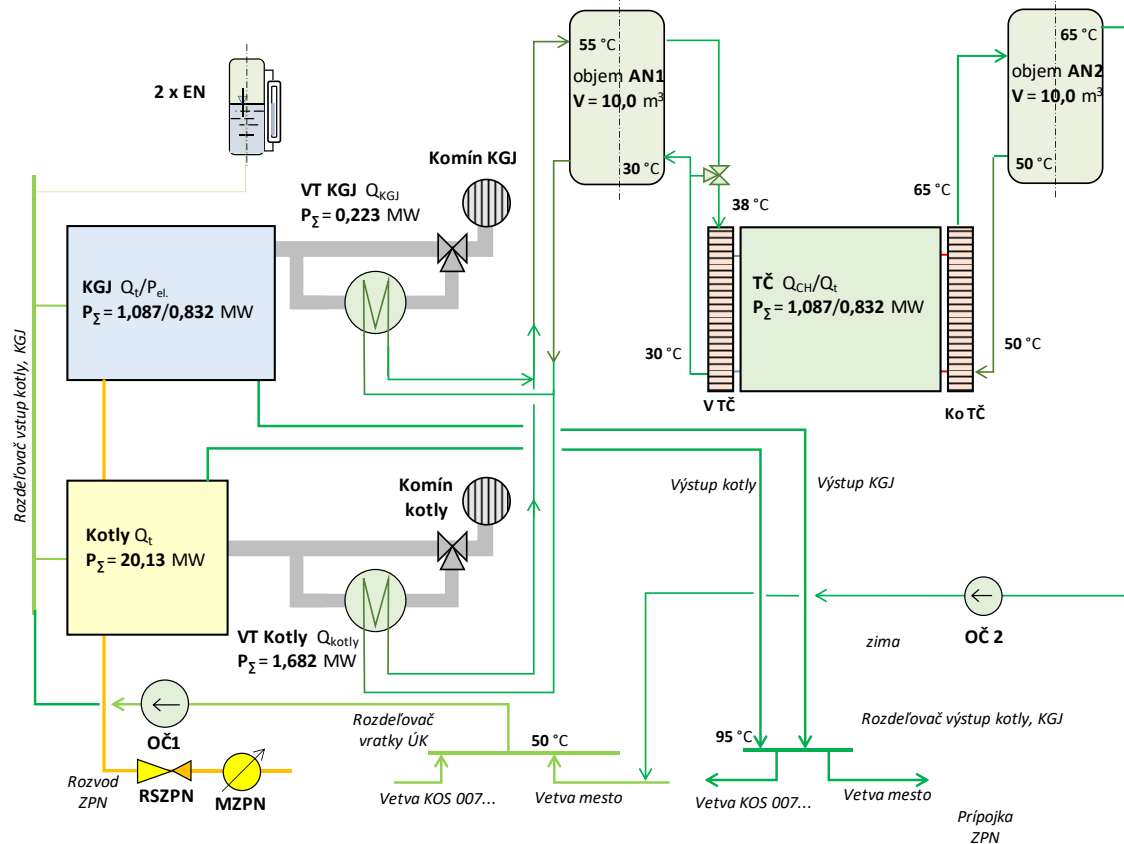 55 °C
objem AN1
V = 10,0 m³
30 °C
65 °C
objem AN2
V = 10,0 m³
50 °C
2 x EN
Komín KGJ
VT KGJ Q_KGJ
P_Σ = 0,223 MW
38 °C
65 °C
KGJ Q_t/P_el.
P_Σ = 1,087/0,832 MW
TČ Q_CH/Q_t
P_Σ = 1,087/0,832 MW
30 °C
50 °C
V TČ
Ko TČ
Rozdeľovač vstup kotly, KGJ
Komín
kotly
Výstup kotly
Výstup KGJ
Kotly Q_t
P_Σ = 20,13 MW
VT Kotly Q_kotly
P_Σ = 1,682 MW
zima
OČ 2
OČ1
Rozdeľovač
vratky ÚK
50 °C
Rozdeľovač výstup kotly, KGJ
95 °C
Rozvod
ZPN
RSZPN
MZPN
Vetva KOS 007...
Vetva mesto
Vetva KOS 007...
Vetva mesto
Prípojka
ZPN